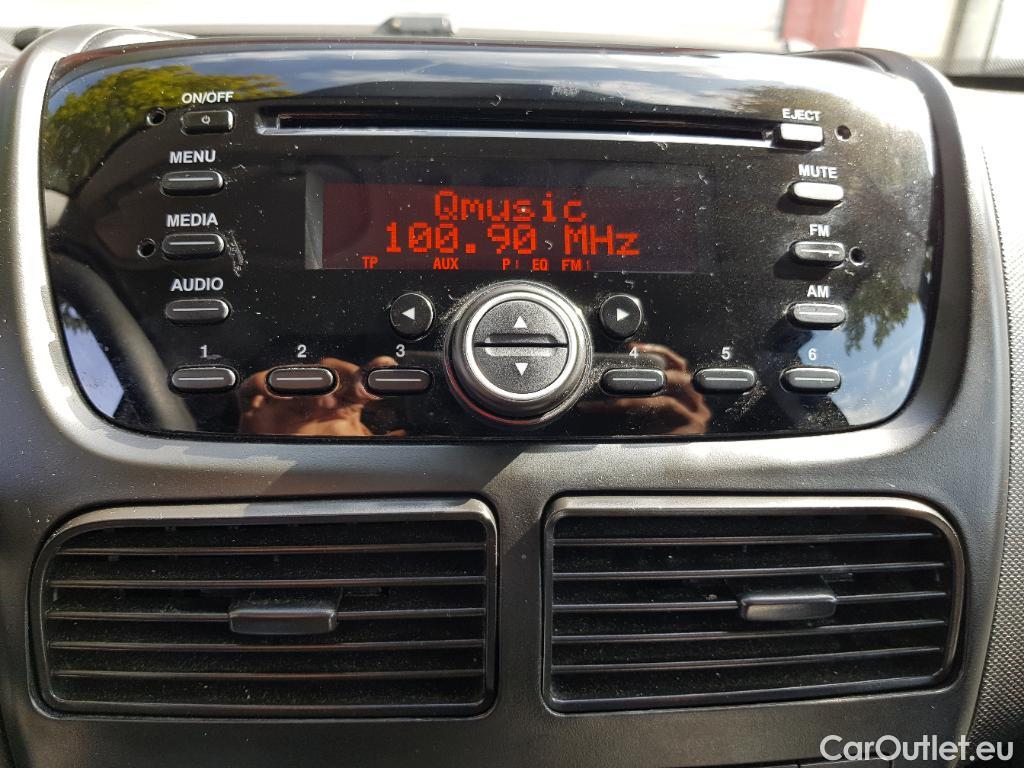 ON/OFF
EJECT
MENU
MUTE
MEDIA
FM
AUDIO
AM
Qmusic
100.90 MHz
TP AUX P EQ FM
1 2 3 4 5 6
CarOutlet.eu